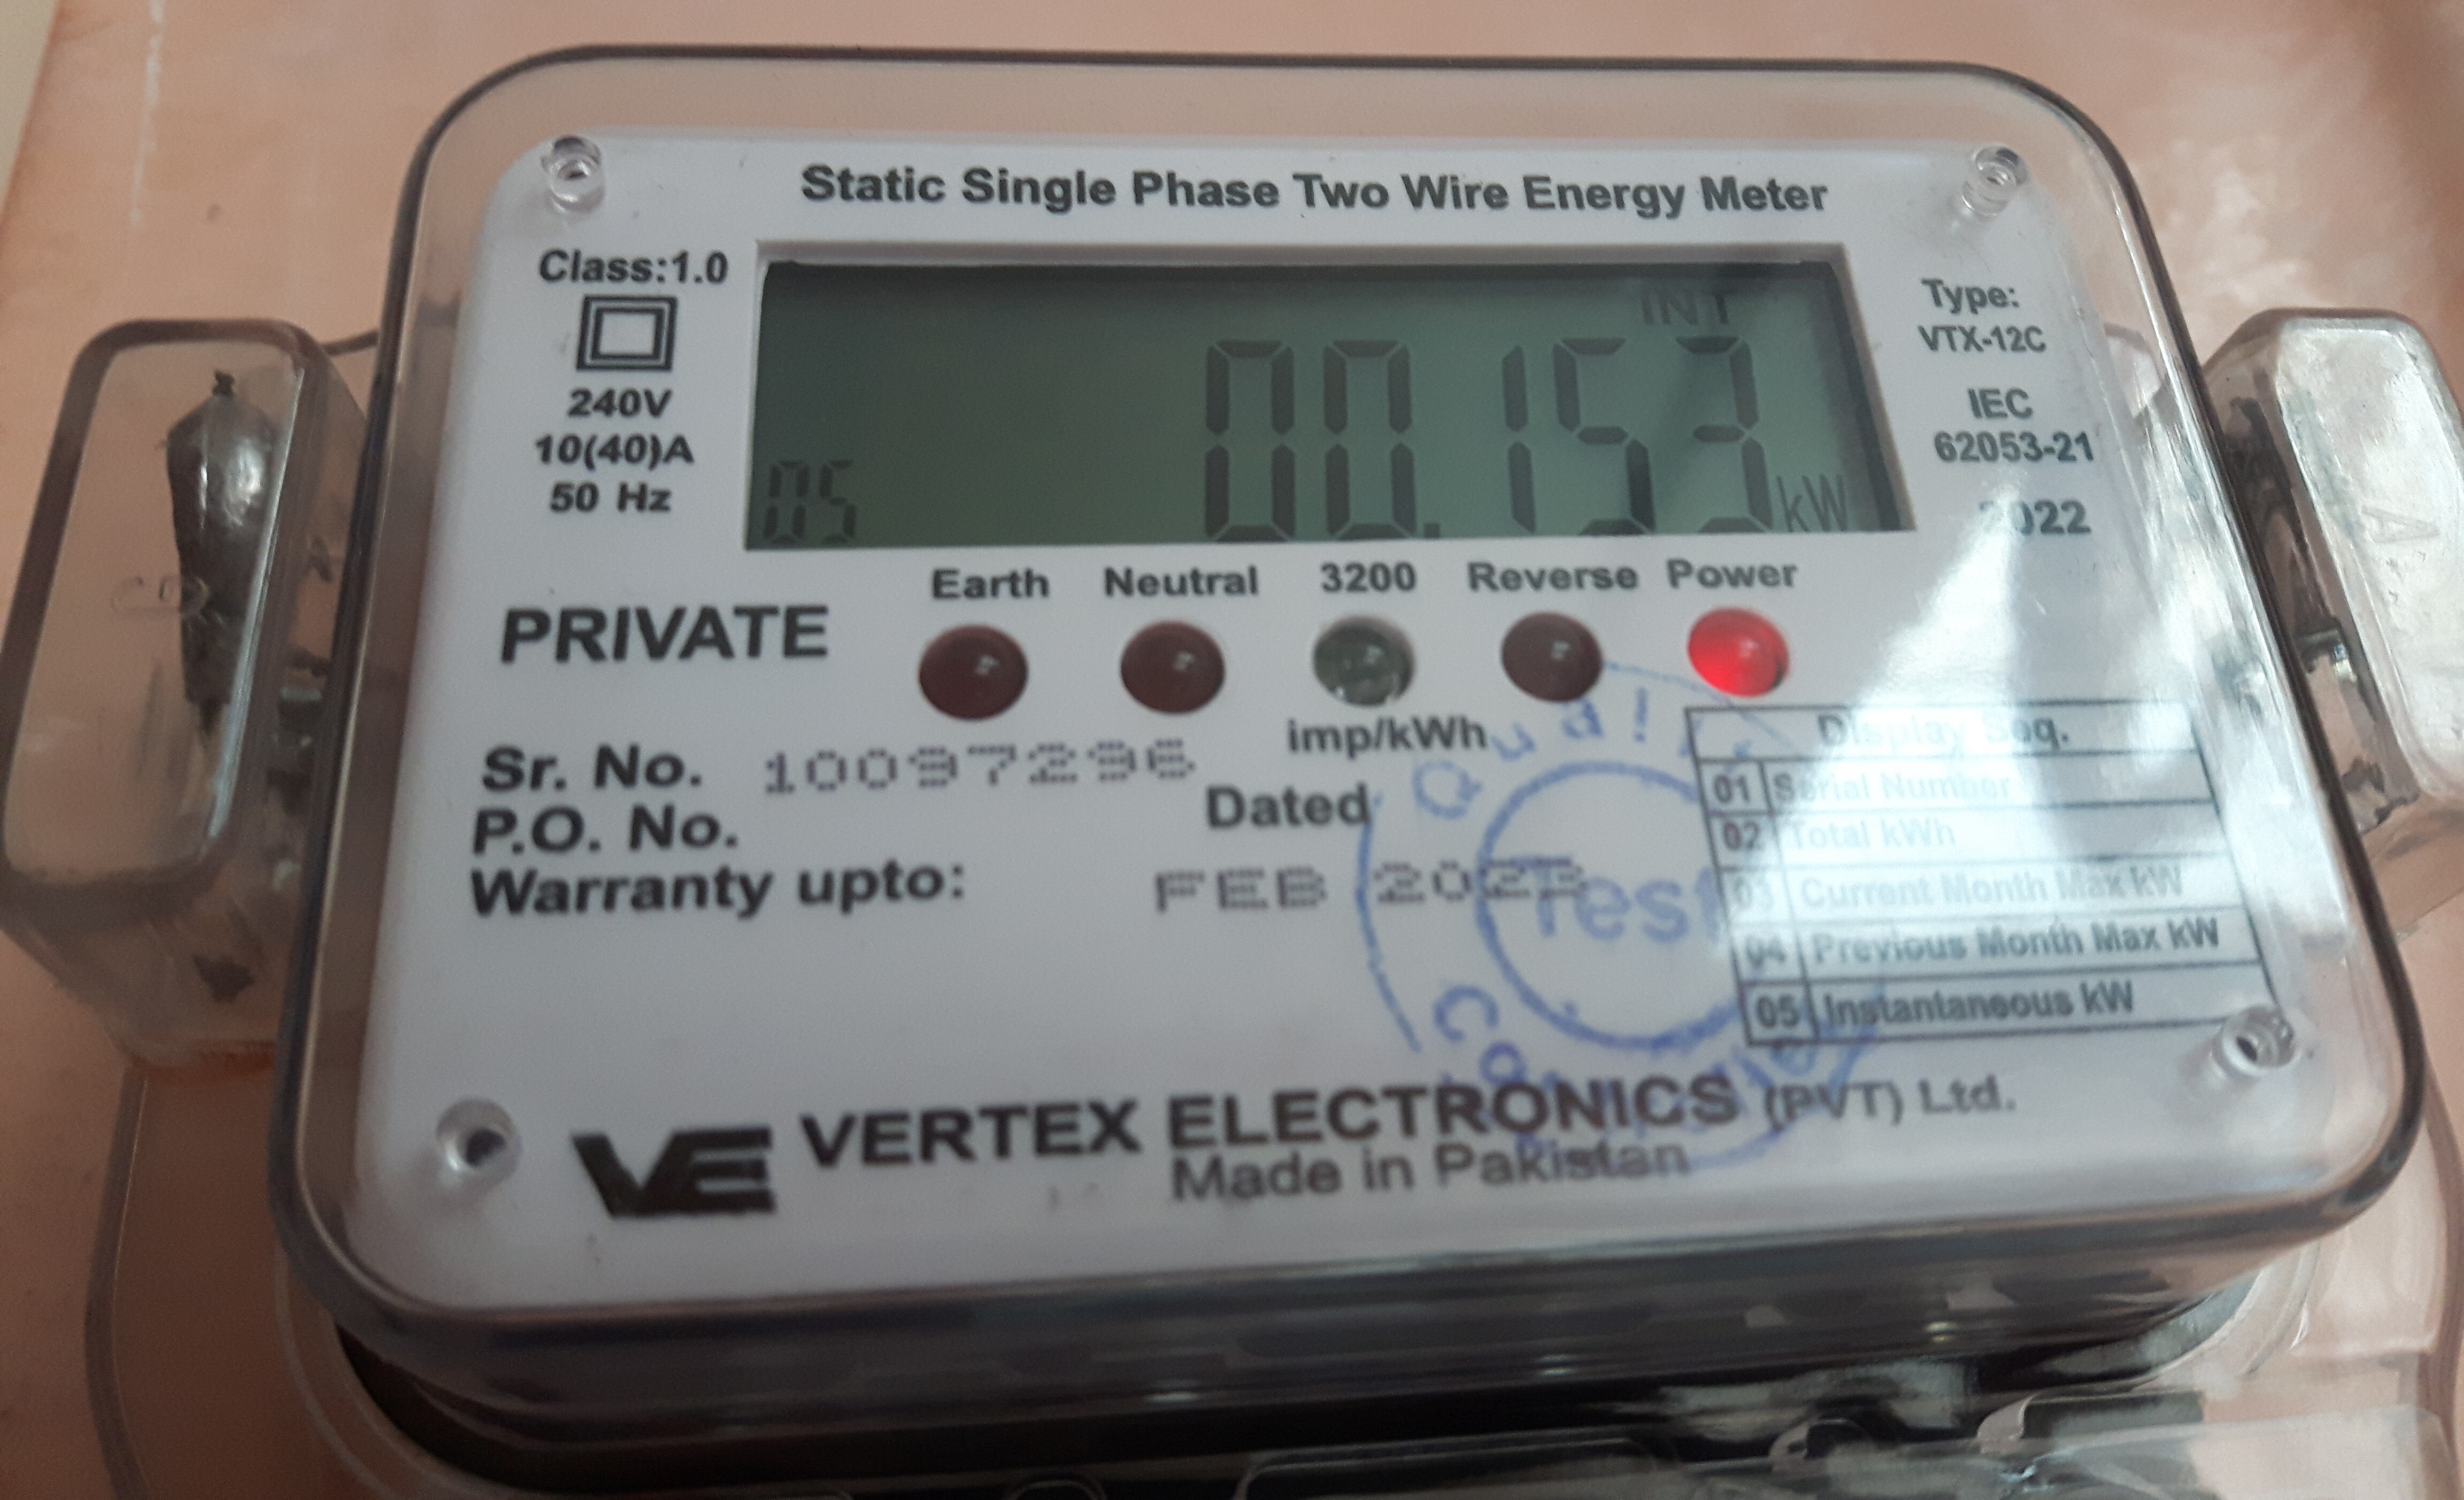 Static Single Phase Two Wire Energy Meter
Class:1.0
240V
10(40)A
50 Hz
INT
00.153 kW
05
Type:
VTX-12C
IEC
62053-21
2022
Earth Neutral 3200 Reverse Power
imp/kWh
PRIVATE
Sr. No. 10097296
P.O. No.
Dated
Warranty upto: FEB
Test
Display Seq.
01 Serial Number
02 Total kWh
03 Current Month Max kW
04 Previous Month Max kW
05 Instantaneous kW
VE VERTEX ELECTRONICS (PVT) Ltd.
Made in Pakistan